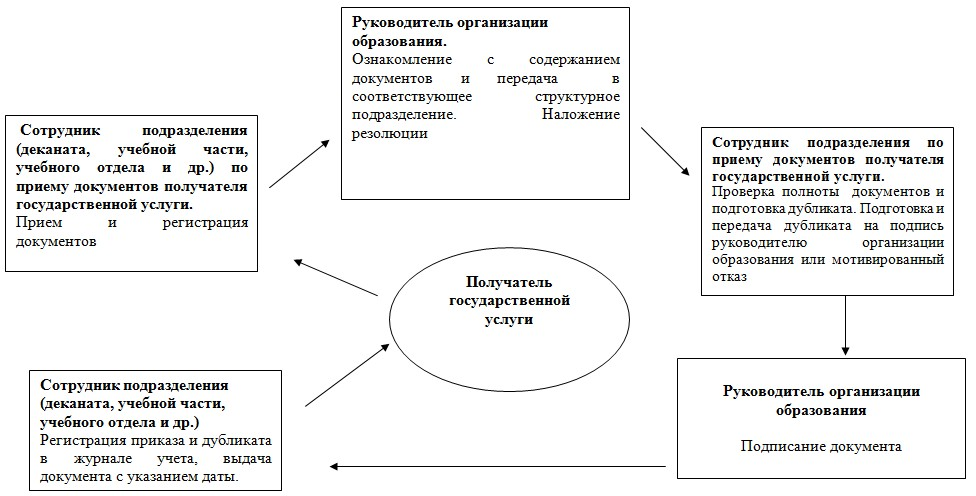 Руководитель организации
образования.
Ознакомление с содержанием
документов и передача в
соответствующее структурное
подразделение. Наложение
резолюции
Сотрудник подразделения
(деканата, учебной части,
учебного отдела и др.) по
приему документов получателя
государственной услуги.
Прием и регистрация
документов
Сотрудник подразделения по
приему документов получателя
государственной услуги.
Проверка полноты документов и
подготовка дубликата. Подготовка и
передача дубликата на подпись
руководителю организации
образования или мотивированный
отказ
Получатель
государственной
услуги
Сотрудник подразделения
(деканата, учебной части,
учебного отдела и др.)
Регистрация приказа и дубликата
в журнале учета, выдача
документа с указанием даты.
Руководитель организации
образования
Подписание документа